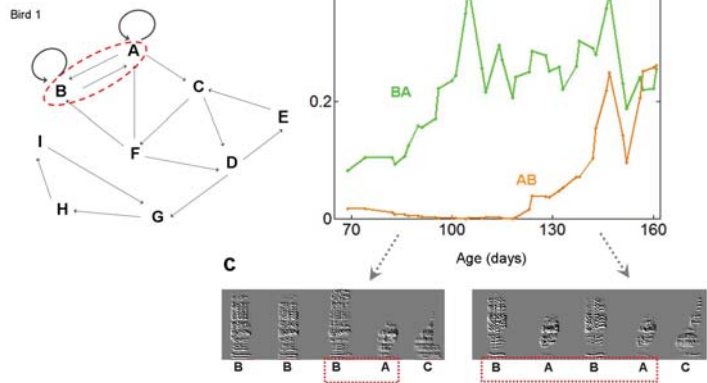 Bird 1
A
B
C
E
I
F
D
H
G
0.2
0
BA
AB
70
100
130
160
Age (days)
C
B B B A C
B A B A C